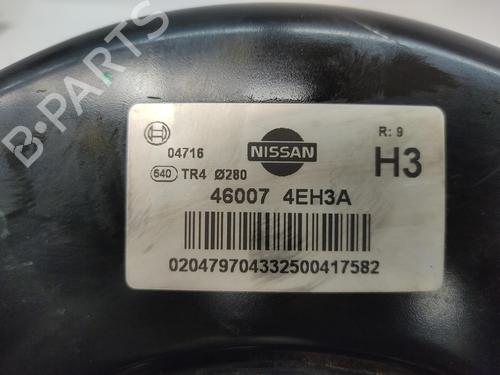 B-PARTS
04716
NISSAN
R: 9
640 TR4 Ø280
H3
46007 4EH3A
020479704332500417582